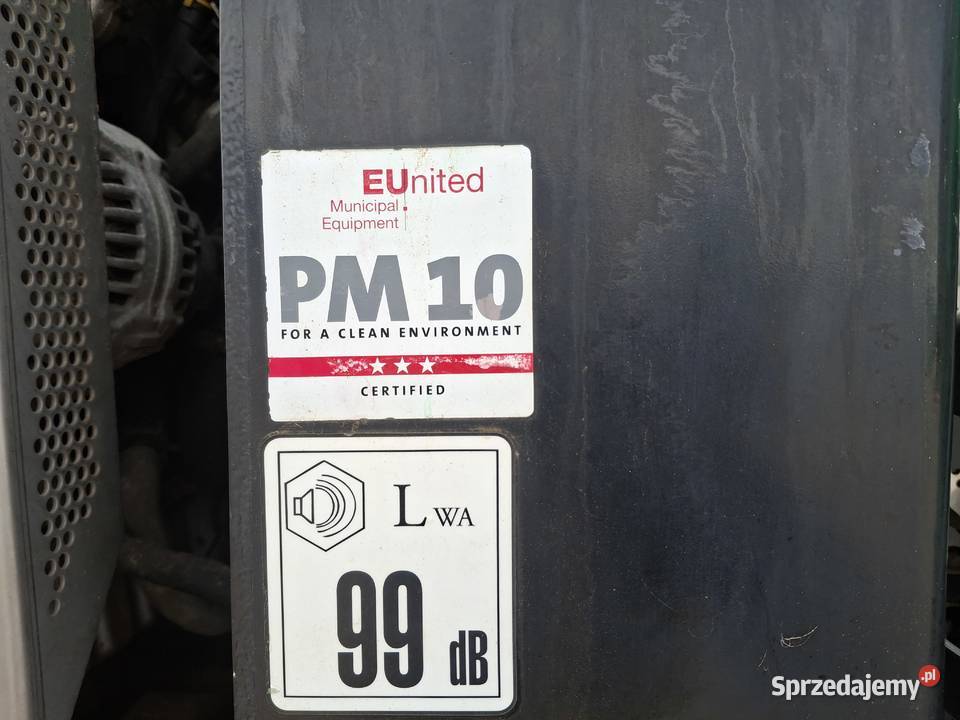 EUnited
Municipal
Equipment
PM 10
FOR A CLEAN ENVIRONMENT
CERTIFIED
LWA
99 dB
Sprzedajemy.pl